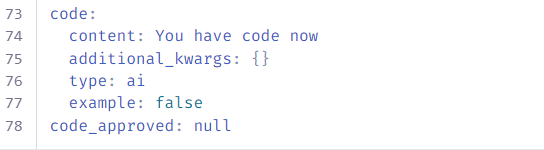 73 code:
74   content: You have code now
75   additional_kwargs: {}
76   type: ai
77   example: false
78 code_approved: null